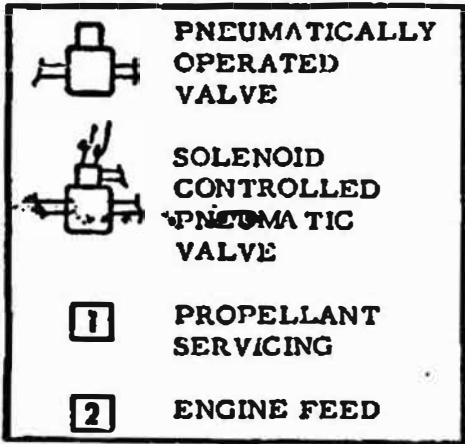 PNEUMATICALLY
OPERATED
VALVE
SOLENOID
CONTROLLED
PNEUMATIC
VALVE
1 PROPELLANT
SERVICING
2 ENGINE FEED